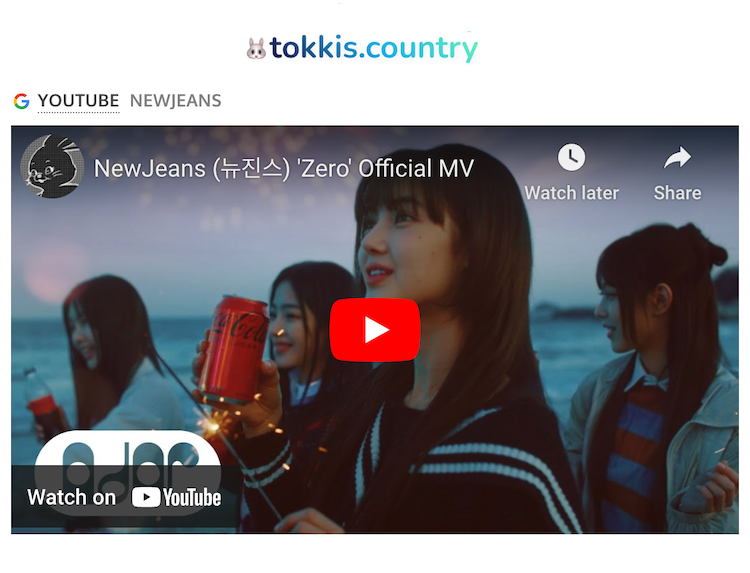 tokkis.country
YOUTUBE NEWJEANS
NewJeans (뉴진스) 'Zero' Official MV
Watch later
Share
Coca-Cola
ador
Watch on YouTube